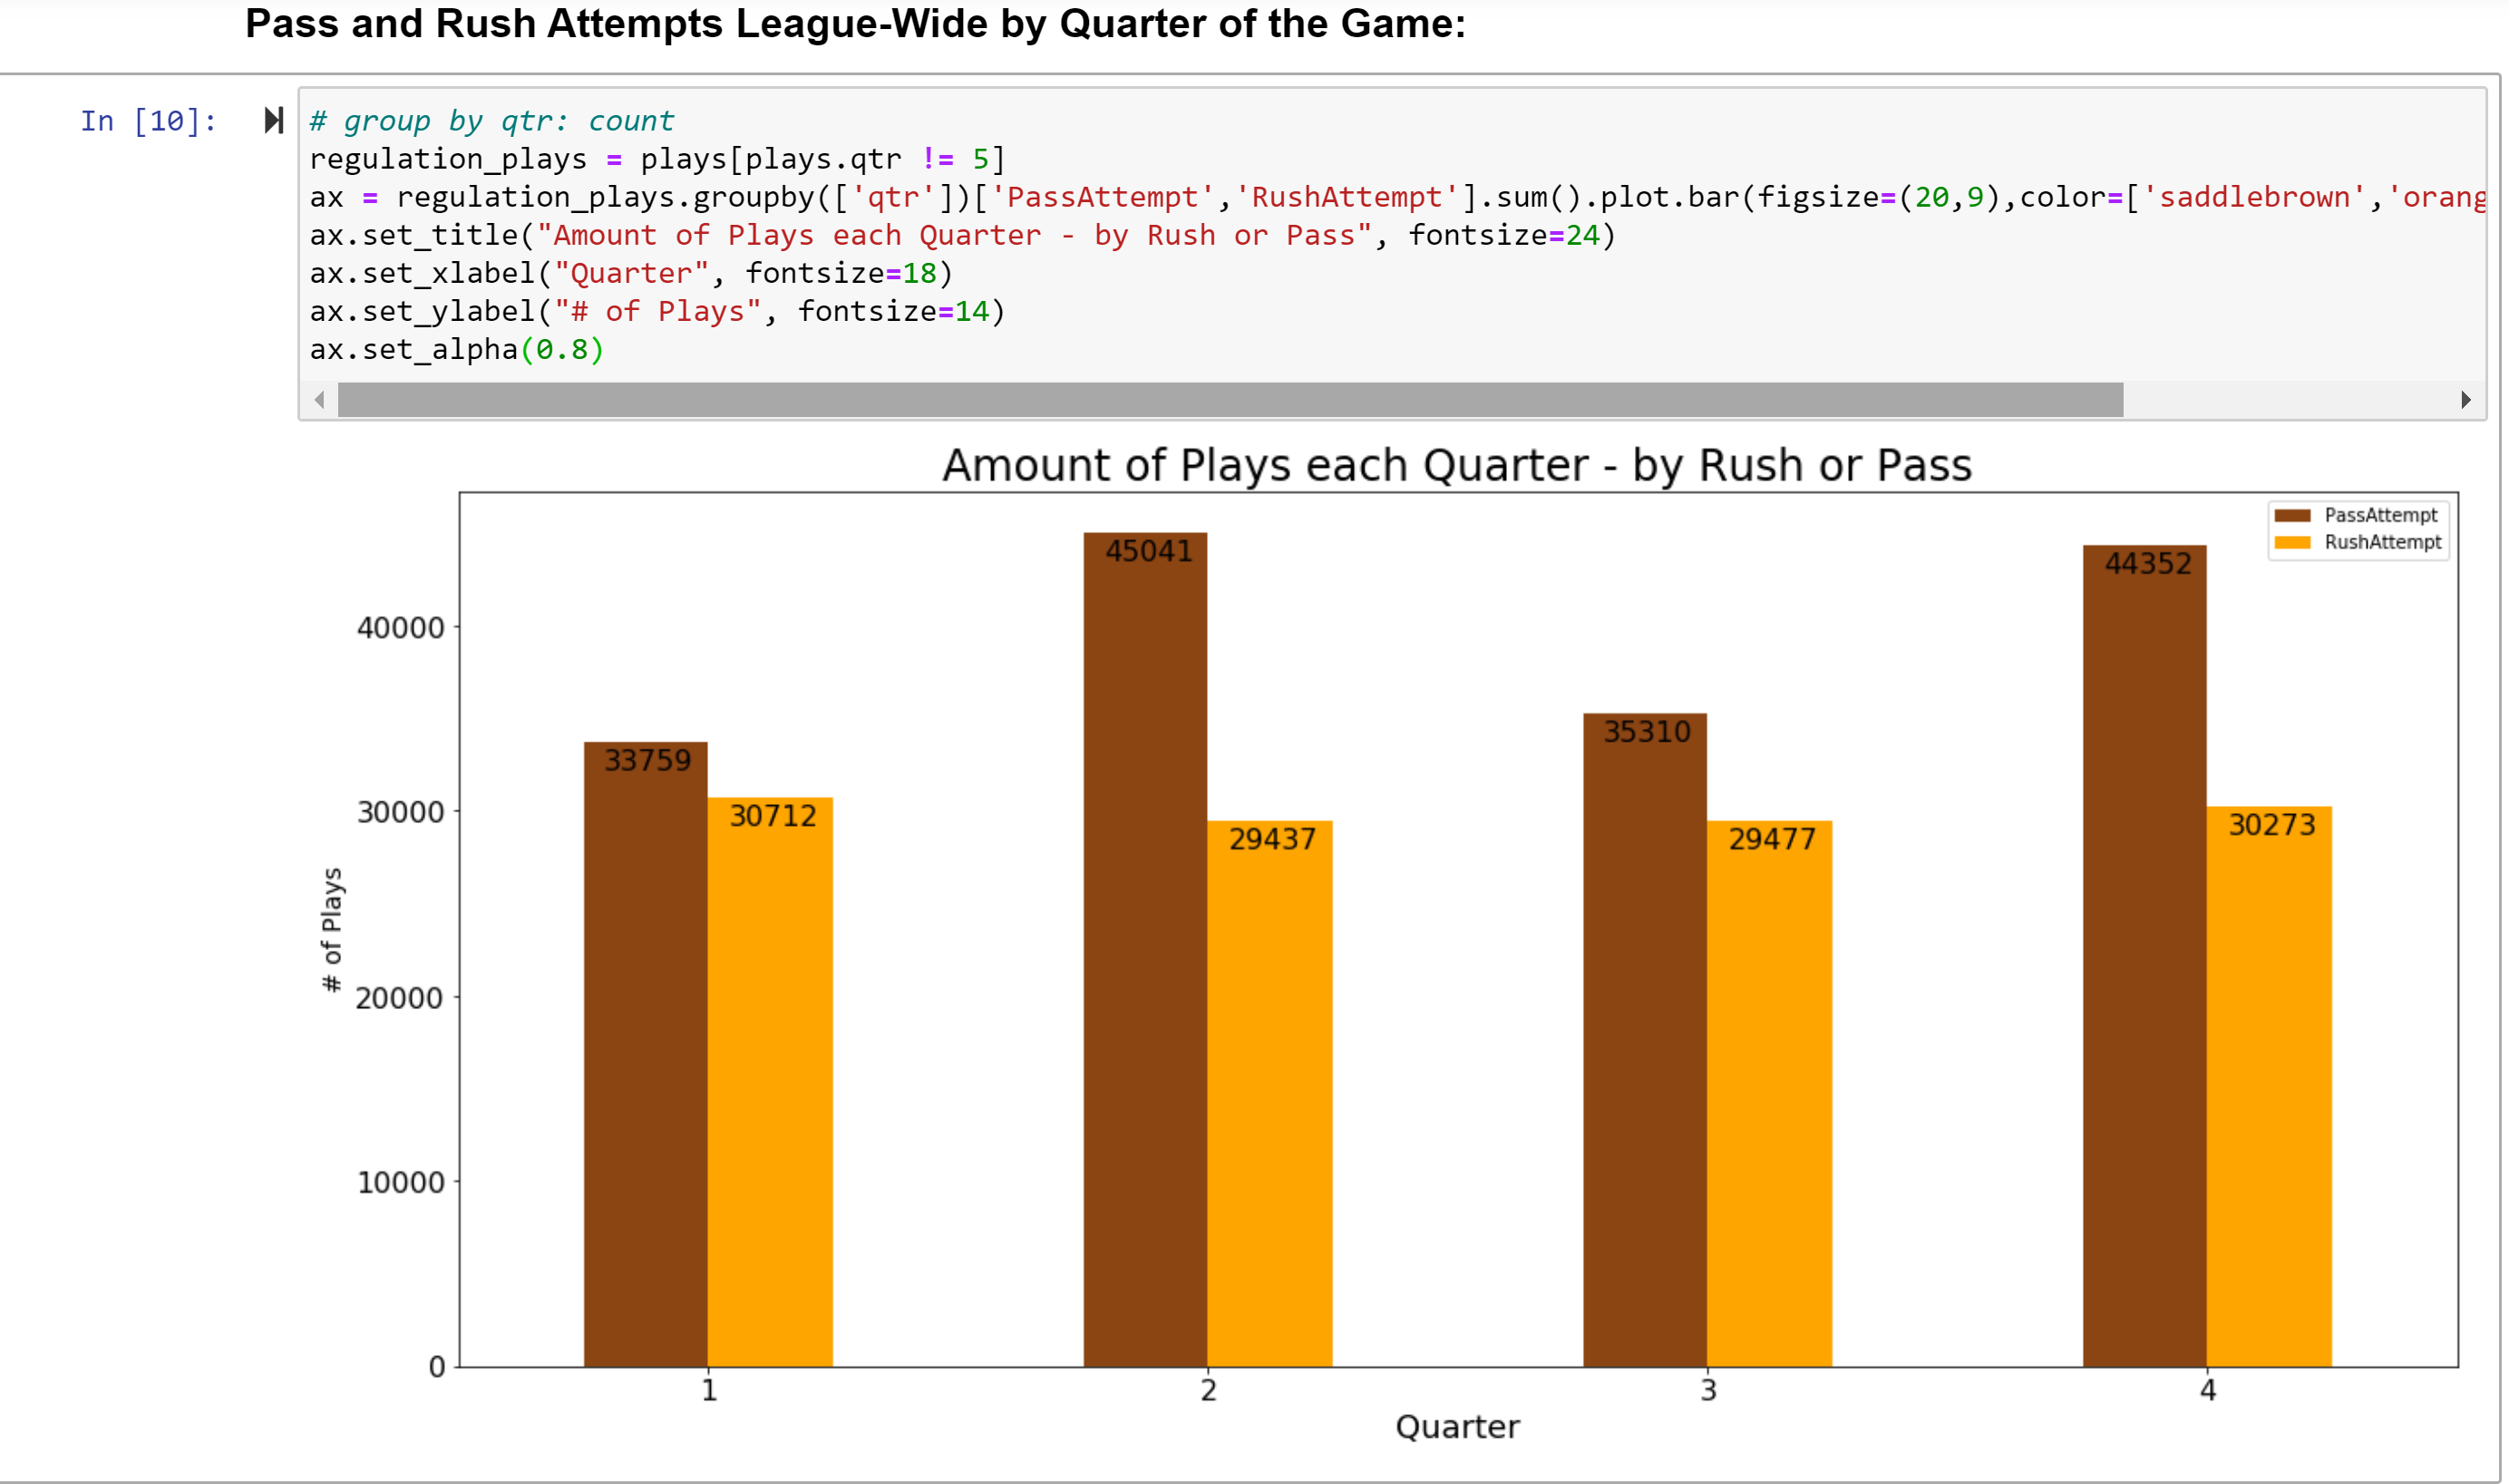 Pass and Rush Attempts League-Wide by Quarter of the Game:
In [10]:
# group by qtr: count
regulation_plays = plays[plays.qtr != 5]
ax = regulation_plays.groupby(['qtr'])['PassAttempt','RushAttempt'].sum().plot.bar(figsize=(20,9),color=['saddlebrown','orang
ax.set_title("Amount of Plays each Quarter - by Rush or Pass", fontsize=24)
ax.set_xlabel("Quarter", fontsize=18)
ax.set_ylabel("# of Plays", fontsize=14)
ax.set_alpha(0.8)
Amount of Plays each Quarter - by Rush or Pass
PassAttempt
RushAttempt
45041
44352
40000
35310
33759
30000
30712
29437
29477
30273
# of Plays
20000
10000
0
1 2 3 4
Quarter